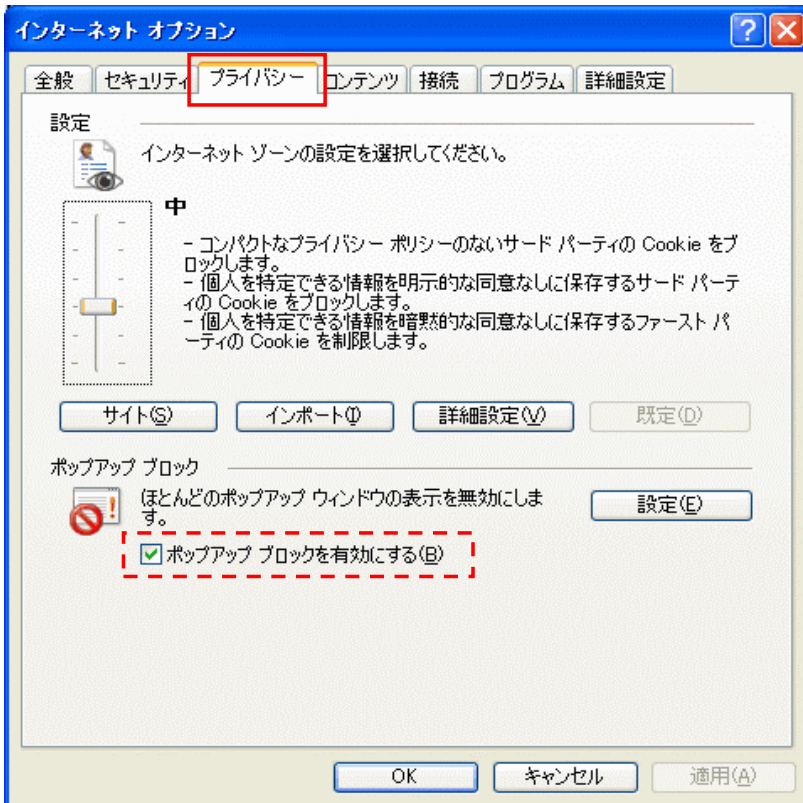 インターネット オプション
全般 セキュリティ プライバシー コンテンツ 接続 プログラム 詳細設定
設定
インターネット ゾーンの設定を選択してください。
中
- コンパクトなプライバシー ポリシーのないサード パーティの Cookie をブ
ロックします。
- 個人を特定できる情報を明示的な同意なしに保存するサード パーテ
ィの Cookie をブロックします。
- 個人を特定できる情報を暗黙的な同意なしに保存するファースト パ
ーティの Cookie を制限します。
サイト(S) インポート(I) 詳細設定(V) 既定(D)
ポップアップ ブロック
ほとんどのポップアップ ウィンドウの表示を無効にしま
す。
設定(E)
ポップアップ ブロックを有効にする(B)
OK キャンセル 適用(A)